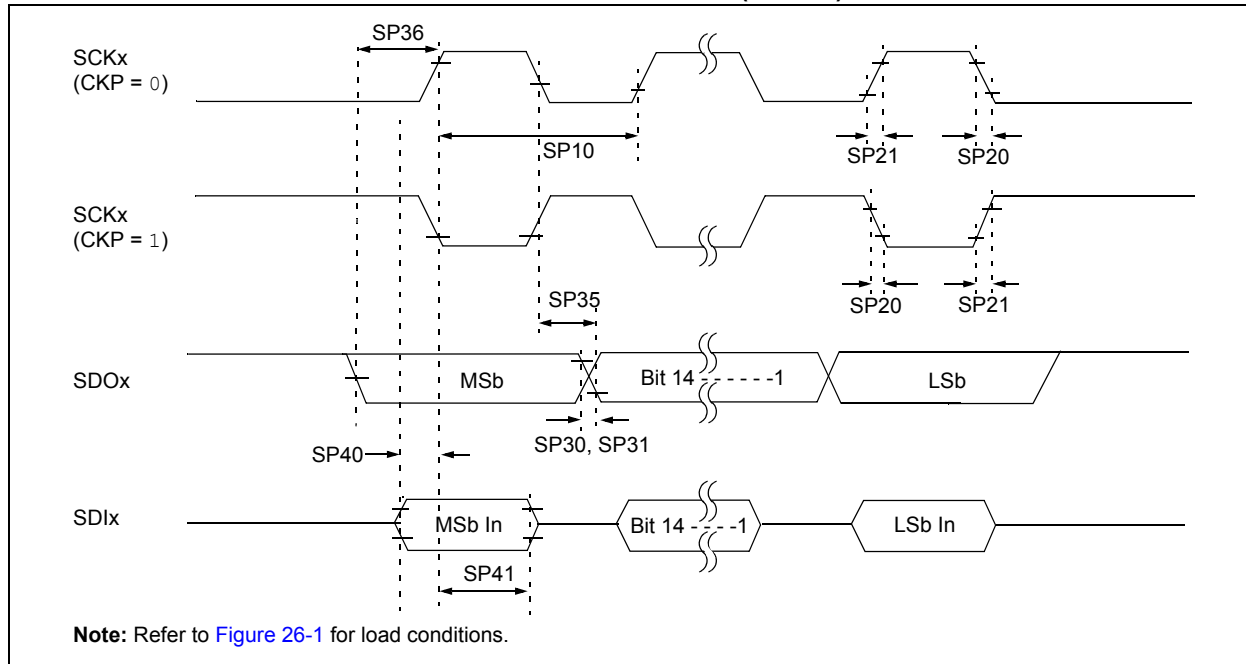 SP36
SCKx
(CKP = 0)
SP10
SP21
SP20
SCKx
(CKP = 1)
SP35
SP20
SP21
SDOx
MSb
Bit 14 - - - - - -1
LSb
SP40
SP30, SP31
SDIx
MSb In
Bit 14 - - - -1
LSb In
SP41
Note: Refer to Figure 26-1 for load conditions.